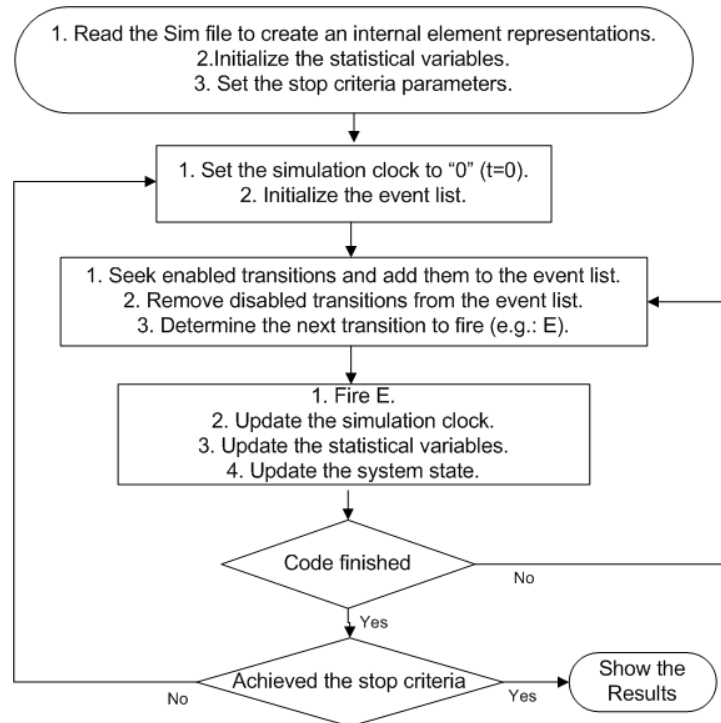 1. Read the Sim file to create an internal element representations.
2.Initialize the statistical variables.
3. Set the stop criteria parameters.
1. Set the simulation clock to “0” (t=0).
2. Initialize the event list.
1. Seek enabled transitions and add them to the event list.
2. Remove disabled transitions from the event list.
3. Determine the next transition to fire (e.g.: E).
1. Fire E.
2. Update the simulation clock.
3. Update the statistical variables.
4. Update the system state.
Code finished
No
Yes
Achieved the stop criteria
No
Yes
Show the
Results